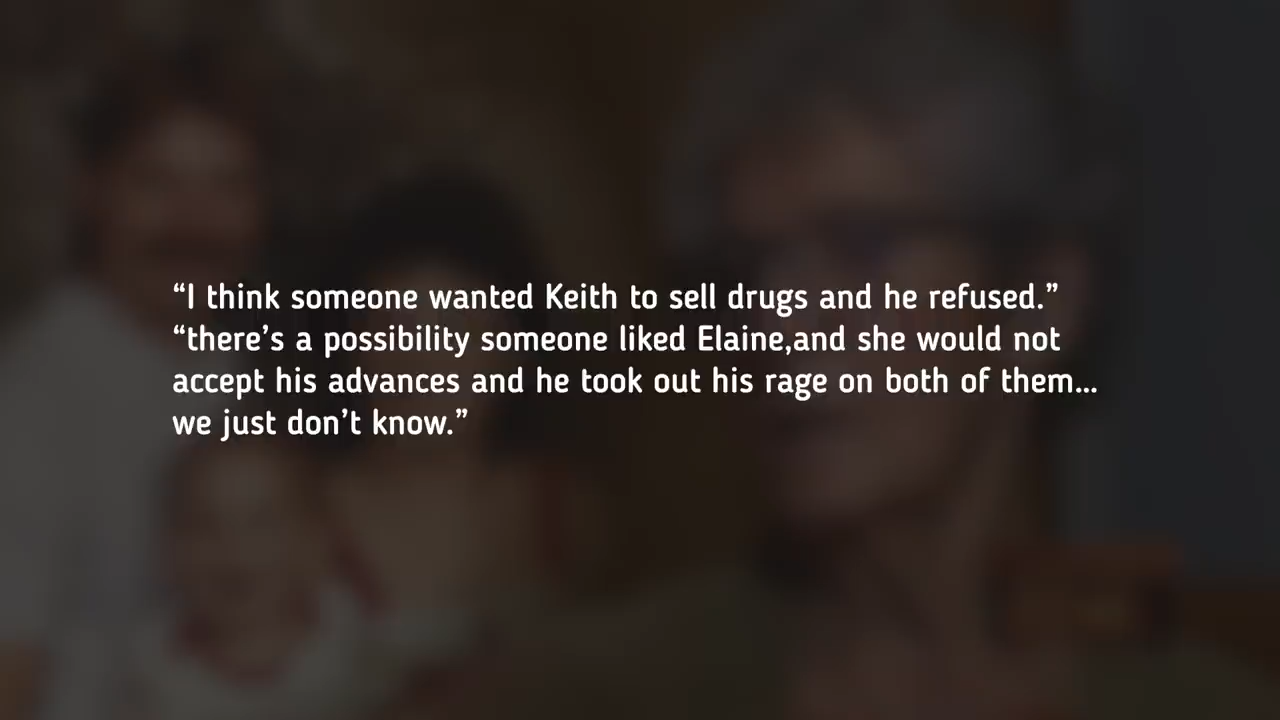 “I think someone wanted Keith to sell drugs and he refused.”
“there’s a possibility someone liked Elaine,and she would not
accept his advances and he took out his rage on both of them...
we just don’t know.”